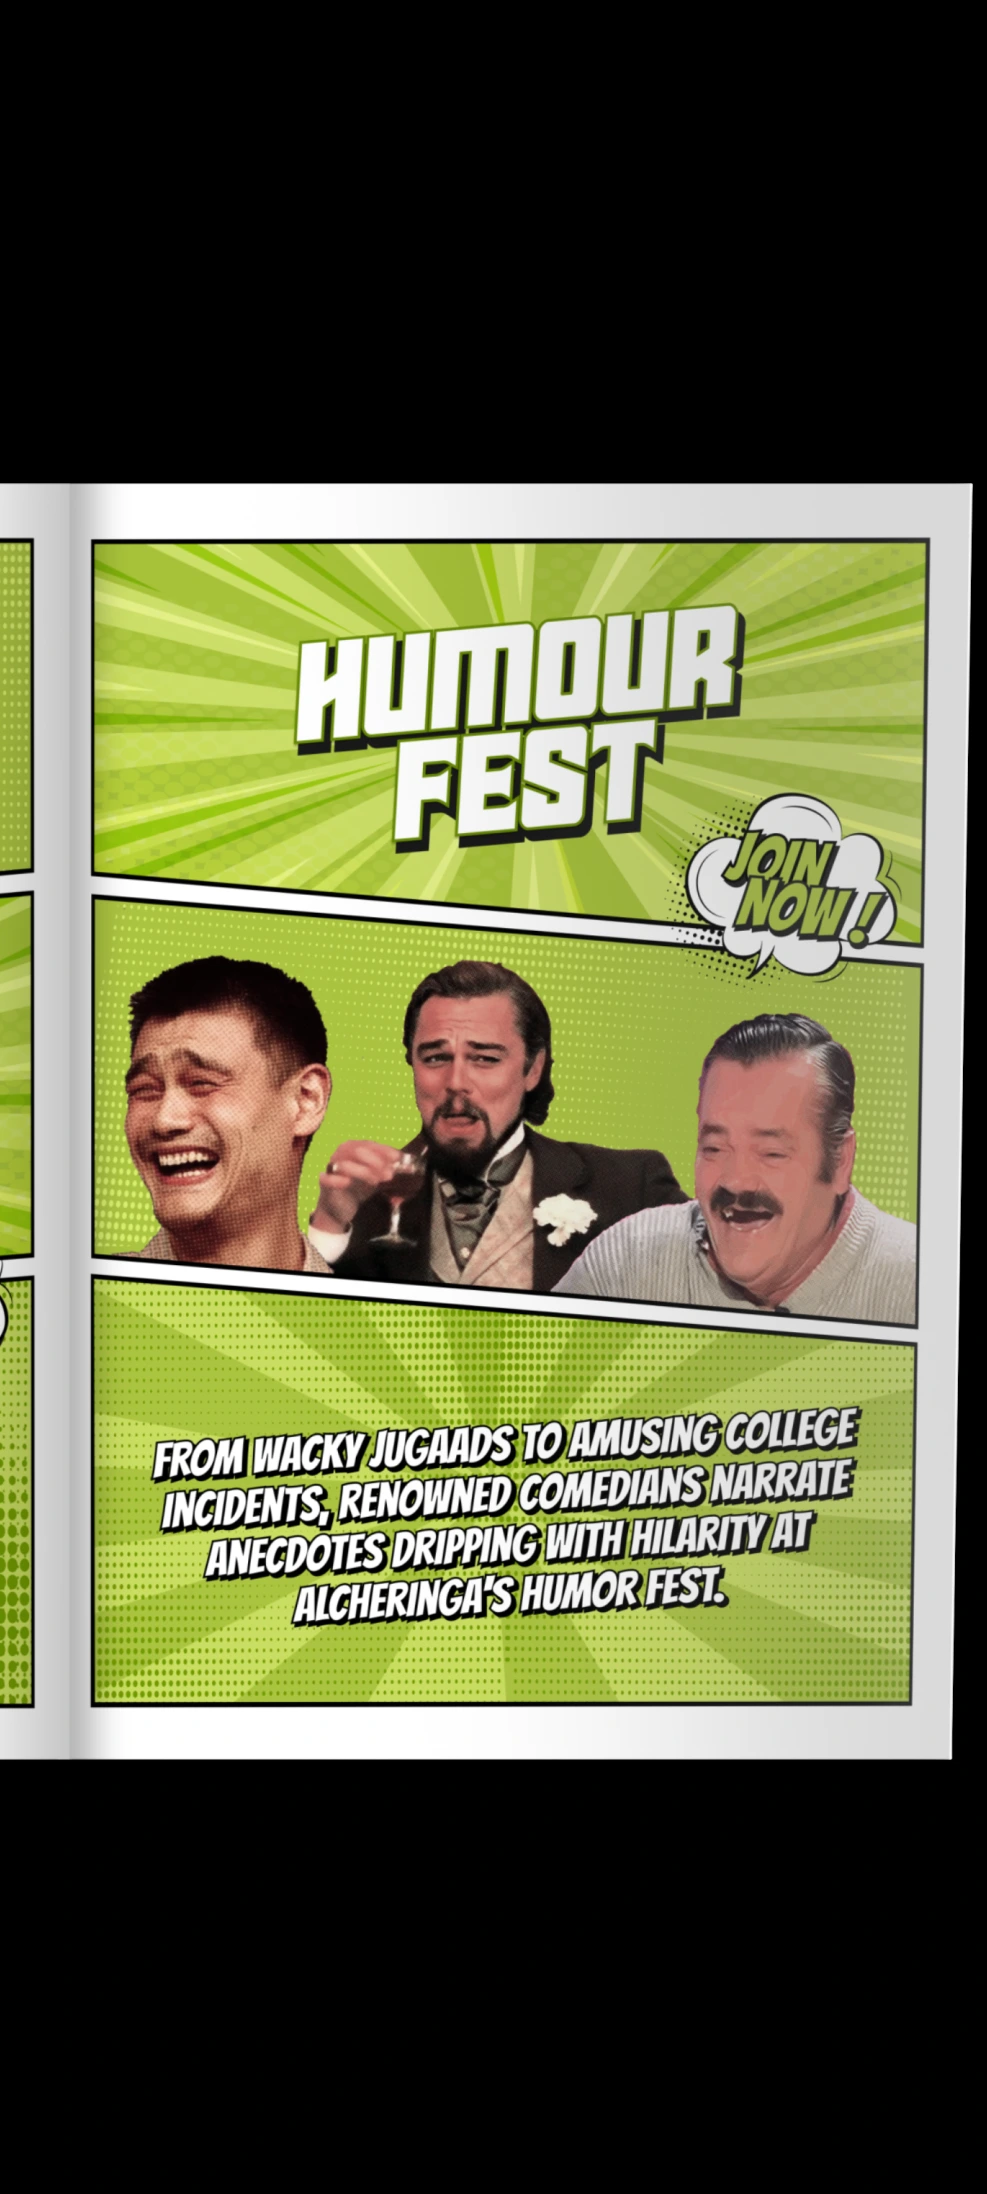 HUMOUR
FEST
JOIN
NOW!
FROM WACKY JUGAADS TO AMUSING COLLEGE
INCIDENTS, RENOWNED COMEDIANS NARRATE
ANECDOTES DRIPPING WITH HILARITY AT
ALCHERINGA'S HUMOR FEST.